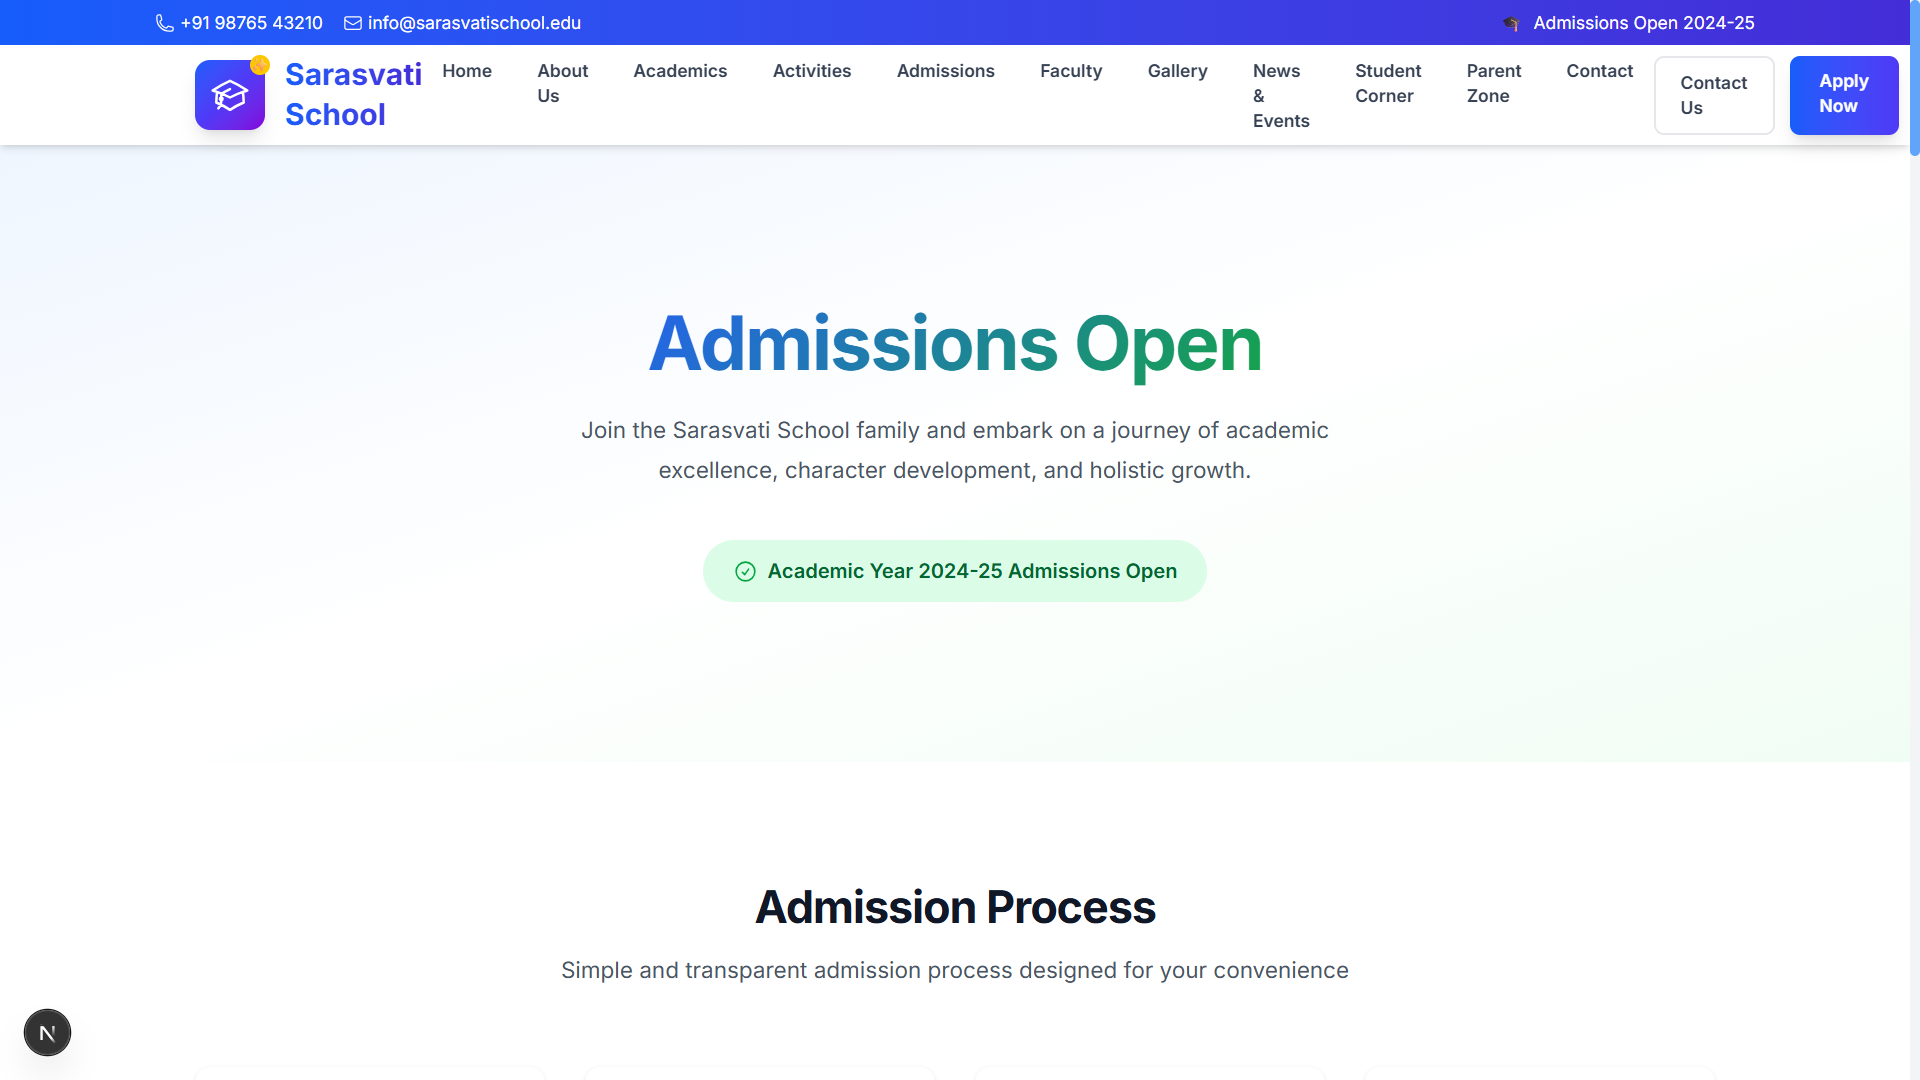 +91 98765 43210 info@sarasvatischool.edu Admissions Open 2024-25
Sarasvati School
Home
About Us
Academics
Activities
Admissions
Faculty
Gallery
News & Events
Student Corner
Parent Zone
Contact
Contact Us
Apply Now
Admissions Open
Join the Sarasvati School family and embark on a journey of academic
excellence, character development, and holistic growth.
Academic Year 2024-25 Admissions Open
Admission Process
Simple and transparent admission process designed for your convenience
N